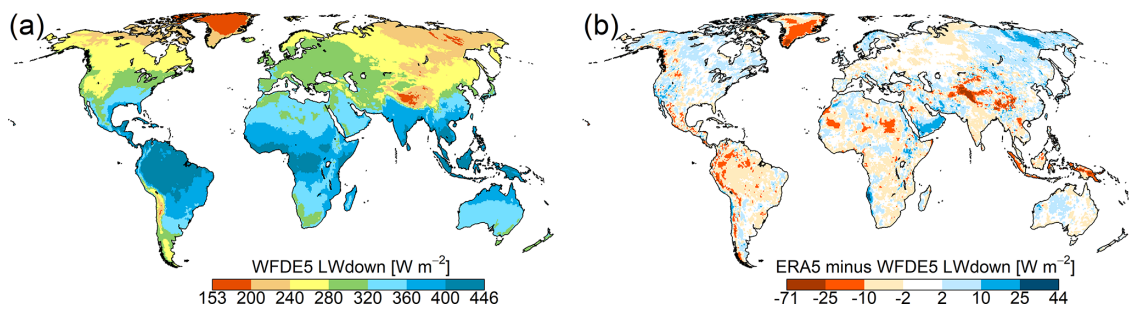 (a)
(b)
WFDE5 LWdown [W m⁻²]
153 200 240 280 320 360 400 446
ERA5 minus WFDE5 LWdown [W m⁻²]
-71 -25 -10 -2 2 10 25 44